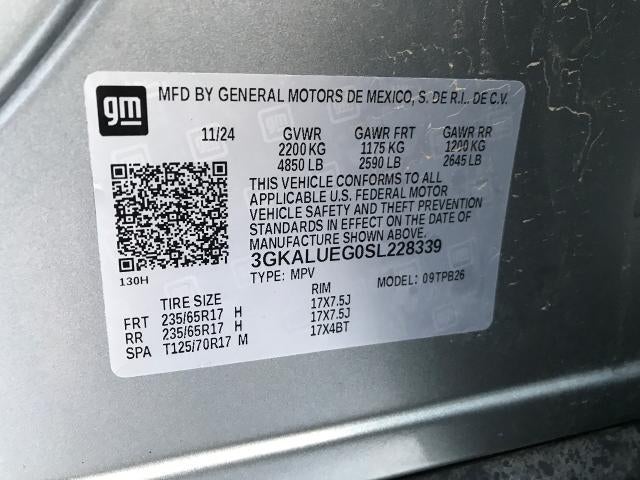 gm MFD BY GENERAL MOTORS DE MEXICO, S. DE R.L. DE C.V.
11/24 GVWR GAWR FRT GAWR RR
2200 KG 1175 KG 1200 KG
4850 LB 2590 LB 2645 LB
THIS VEHICLE CONFORMS TO ALL
APPLICABLE U.S. FEDERAL MOTOR
VEHICLE SAFETY AND THEFT PREVENTION
STANDARDS IN EFFECT ON THE DATE OF
MANUFACTURE SHOWN ABOVE.
3GKALUEG0SL228339
130H TYPE: MPV MODEL: 09TPB26
TIRE SIZE RIM
FRT 235/65R17 H 17X7.5J
RR 235/65R17 H 17X7.5J
SPA T125/70R17 M 17X4BT